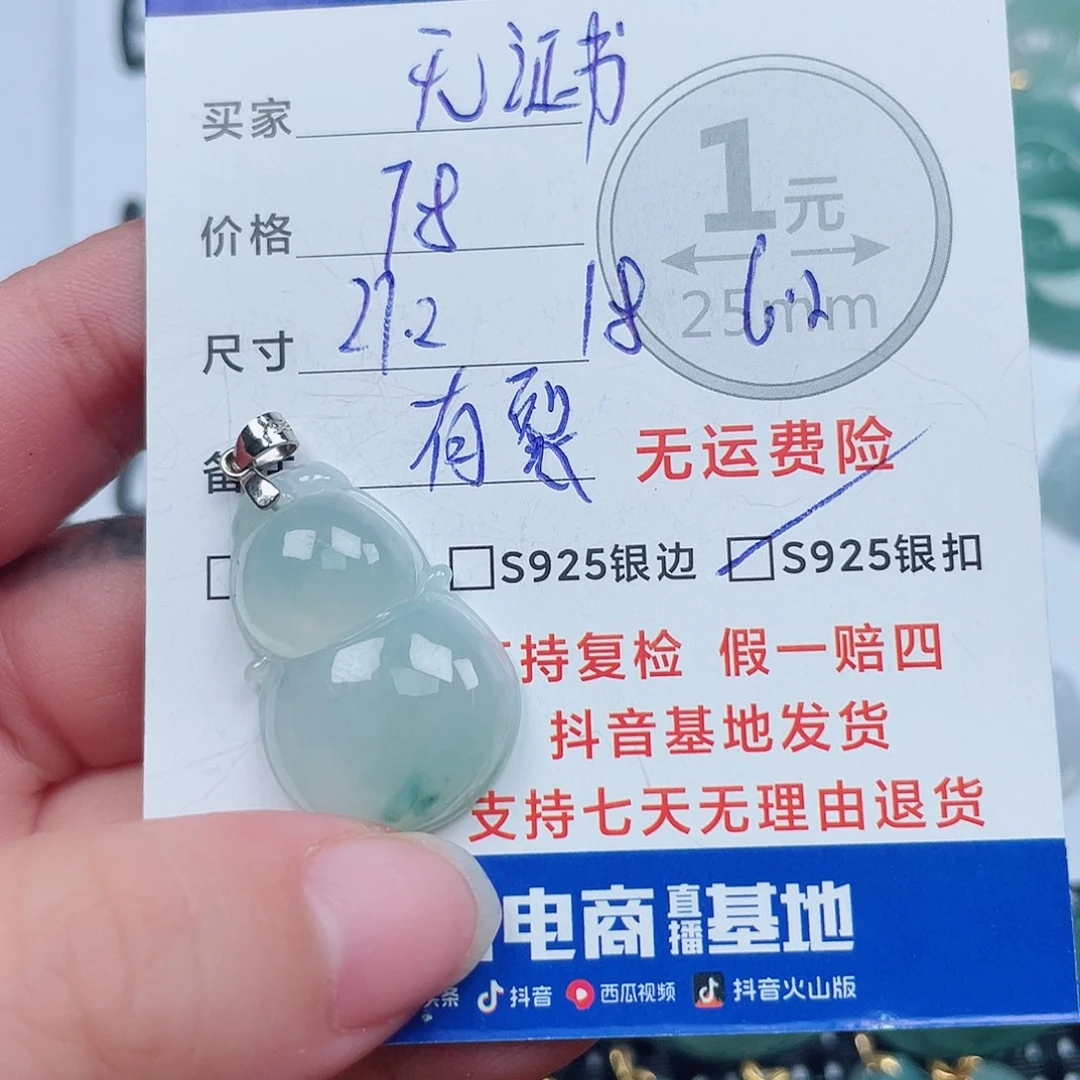 买家 无证书
1元
价格 78
25mm
尺寸 27.2 18 6.2
备 有裂
无运费险
S925银边 S925银扣
持复检 假一赔四
抖音基地发货
支持七天无理由退货
电商直播基地
头条 抖音 西瓜视频 抖音火山版